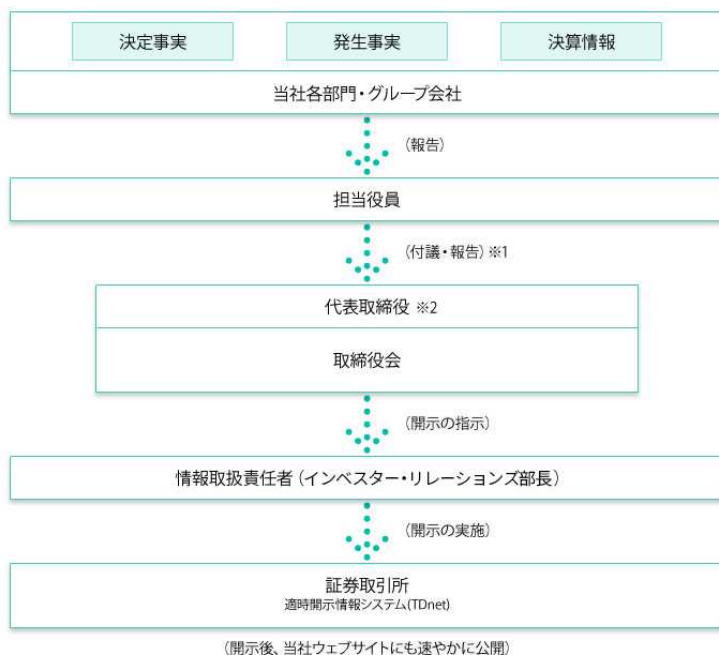 決定事実 発生事実 決算情報
当社各部門・グループ会社
(報告)
担当役員
(付議・報告)※1
代表取締役 ※2
取締役会
(開示の指示)
情報取扱責任者(インベスター・リレーションズ部長)
(開示の実施)
証券取引所
適時開示情報システム(TDnet)
(開示後、当社ウェブサイトにも速やかに公開)